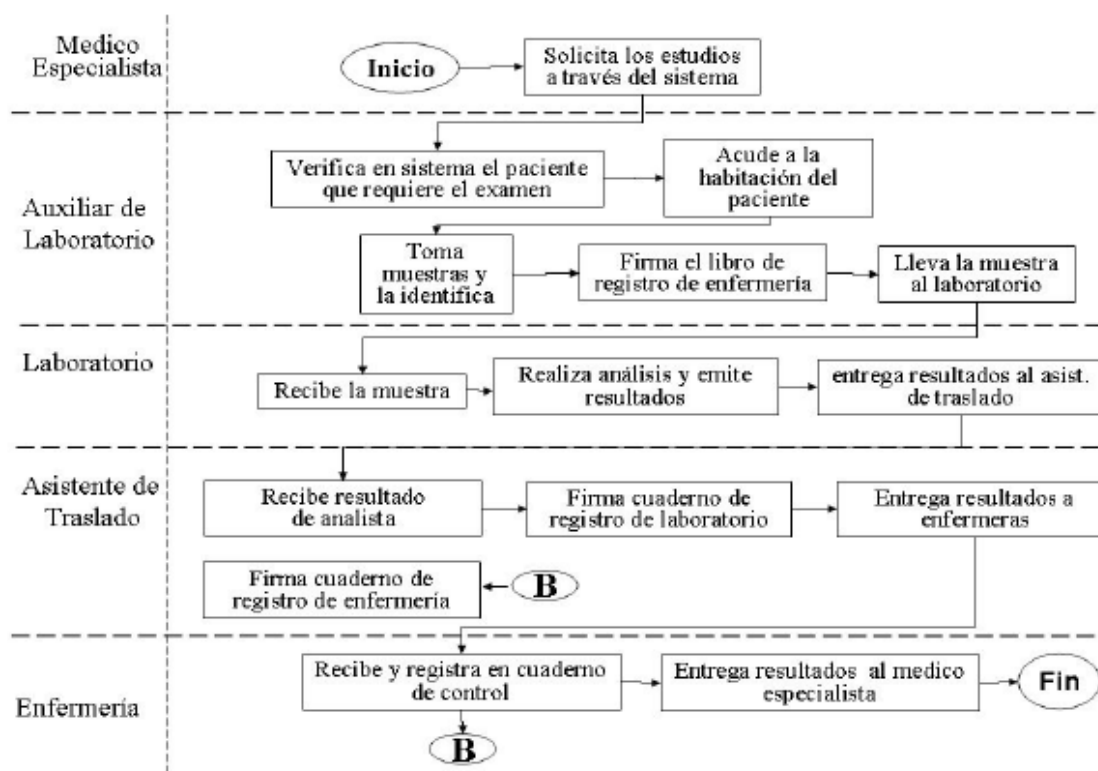 Medico
Especialista
Inicio
Solicita los estudios
a través del sistema
Auxiliar de
Laboratorio
Verifica en sistema el paciente
que requiere el examen
Acude a la
habitación del
paciente
Toma
muestras y
la identifica
Firma el libro de
registro de enfermería
Lleva la muestra
al laboratorio
Laboratorio
Recibe la muestra
Realiza análisis y emite
resultados
entrega resultados al asist.
de traslado
Asistente de
Traslado
Recibe resultado
de analista
Firma cuaderno de
registro de laboratorio
Entrega resultados a
enfermeras
Firma cuaderno de
registro de enfermería
B
Enfermería
Recibe y registra en cuaderno
de control
Entrega resultados al medico
especialista
Fin
B